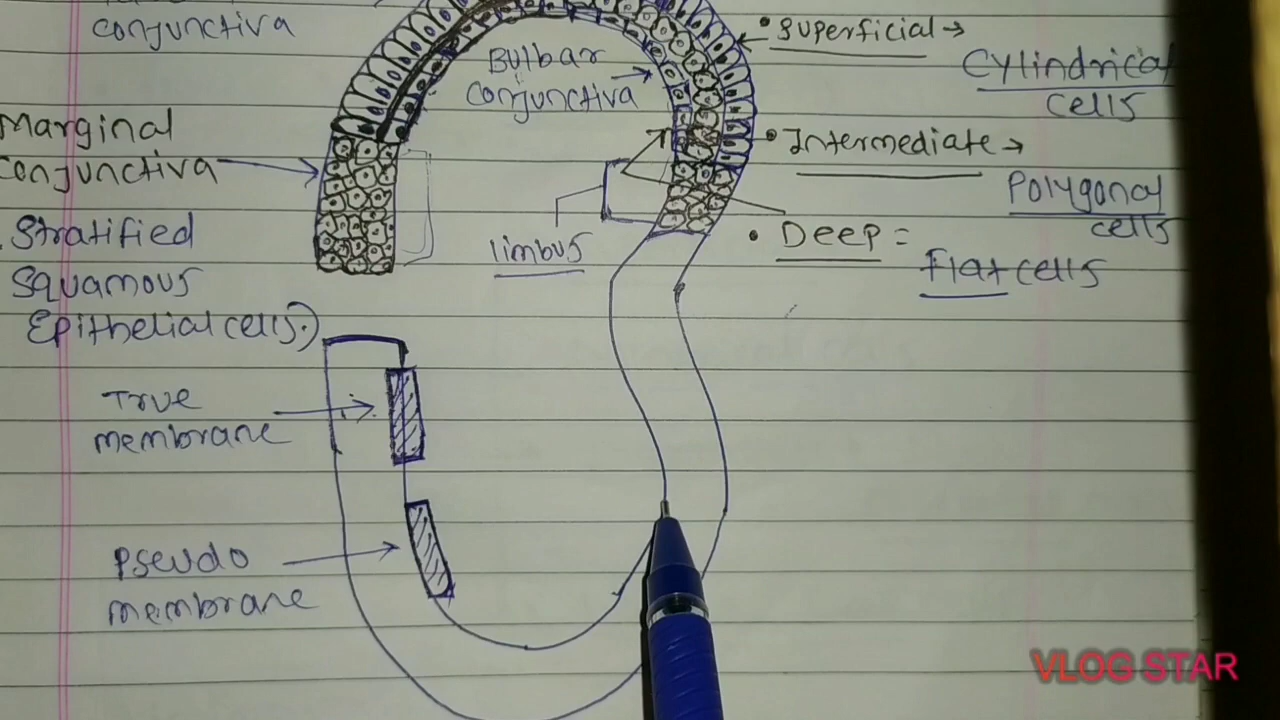 conjunctiva
Marginal
conjunctiva
.Stratified
Squamous
Epithelial cells.)
Bulbar
conjunctiva
limbus
• Superficial →
Cylindrical
cells
• Intermediate →
Polygonal
cells
• Deep =
flat cells
True
membrane
Pseudo
membrane
VLOG STAR